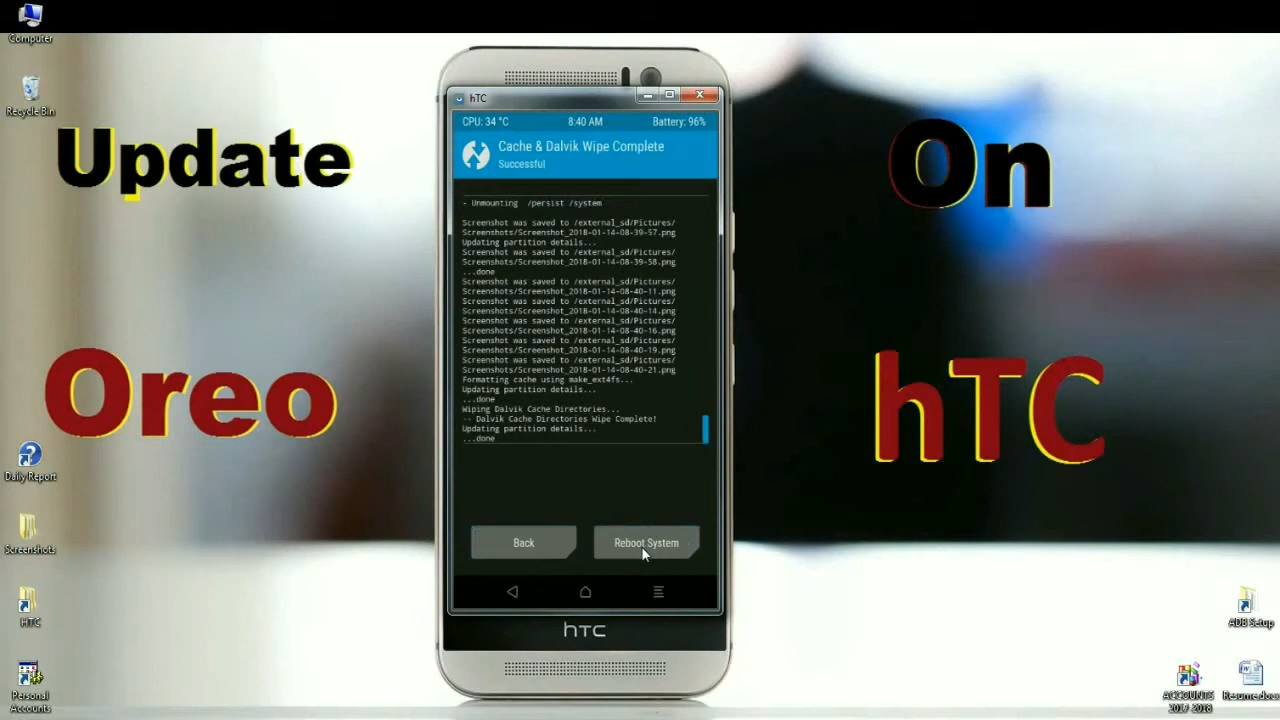 Computer
Recycle Bin
Update
On
Oreo
hTC
Daily Report
Screenshots
HTC
Personal
Accounts
hTC
CPU: 34 °C 8:40 AM Battery: 96%
Cache & Dalvik Wipe Complete
Successful
- Unmounting /persist /system
Screenshot was saved to /external_sd/Pictures/
Screenshots/Screenshot_2018-01-14-08-39-57.png
Updating partition details...
Screenshot was saved to /external_sd/Pictures/
Screenshots/Screenshot_2018-01-14-08-39-58.png
...done
Screenshot was saved to /external_sd/Pictures/
Screenshots/Screenshot_2018-01-14-08-40-11.png
Screenshot was saved to /external_sd/Pictures/
Screenshots/Screenshot_2018-01-14-08-40-14.png
Screenshot was saved to /external_sd/Pictures/
Screenshots/Screenshot_2018-01-14-08-40-16.png
Screenshot was saved to /external_sd/Pictures/
Screenshots/Screenshot_2018-01-14-08-40-19.png
Screenshot was saved to /external_sd/Pictures/
Screenshots/Screenshot_2018-01-14-08-40-21.png
Formatting cache using make_ext4fs...
Updating partition details...
...done
Wiping Dalvik Cache Directories...
-- Dalvik Cache Directories Wipe Complete!
Updating partition details...
...done
Back
Reboot System
hTC
ADB Setup
ACCOUNTS
2017-2018
Resume.docx